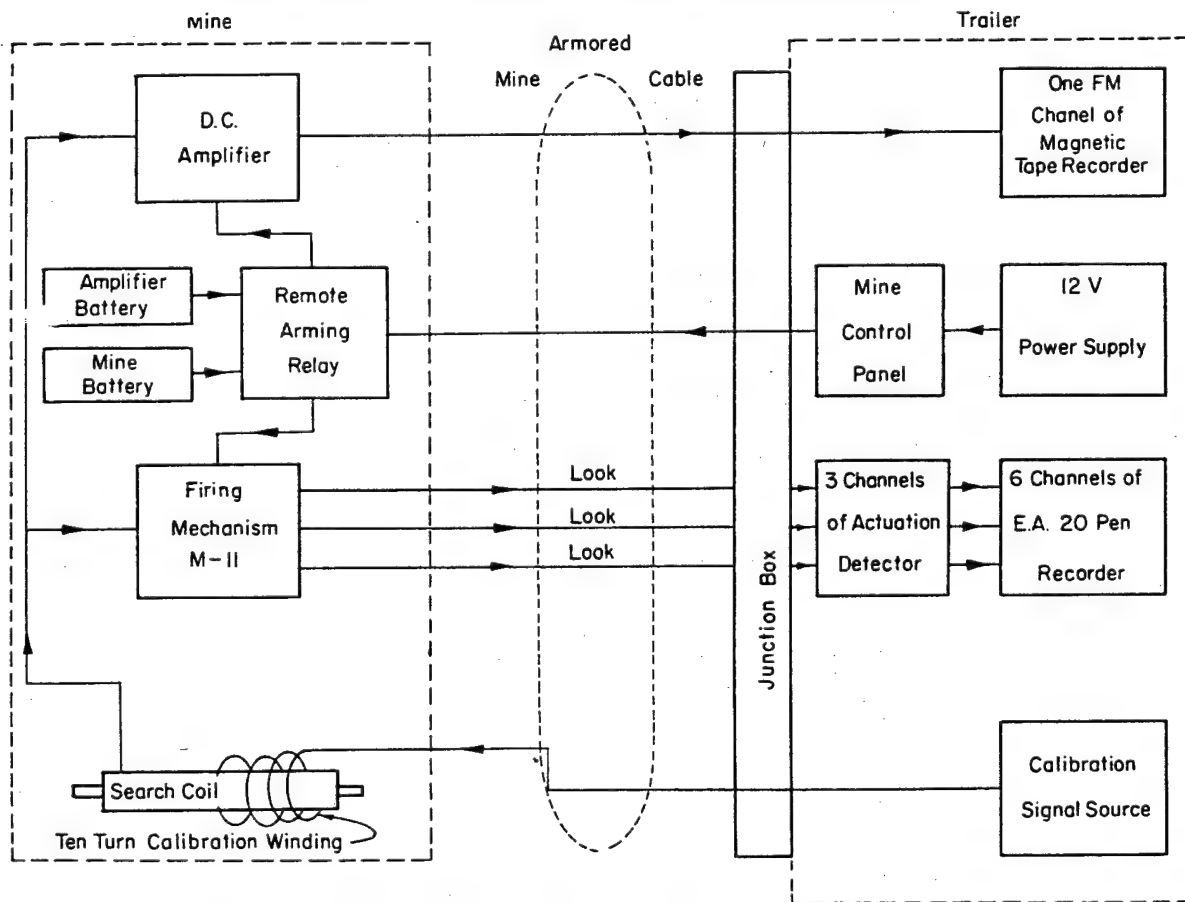 Mine
Trailer
Armored
Mine Cable
D.C.
Amplifier
One FM
Chanel of
Magnetic
Tape Recorder
Amplifier
Battery
Mine
Battery
Remote
Arming
Relay
Mine
Control
Panel
12 V
Power Supply
Firing
Mechanism
M-11
Look
Look
Look
Junction Box
3 Channels
of Actuation
Detector
6 Channels of
E.A. 20 Pen
Recorder
Search Coil
Ten Turn Calibration Winding
Calibration
Signal Source